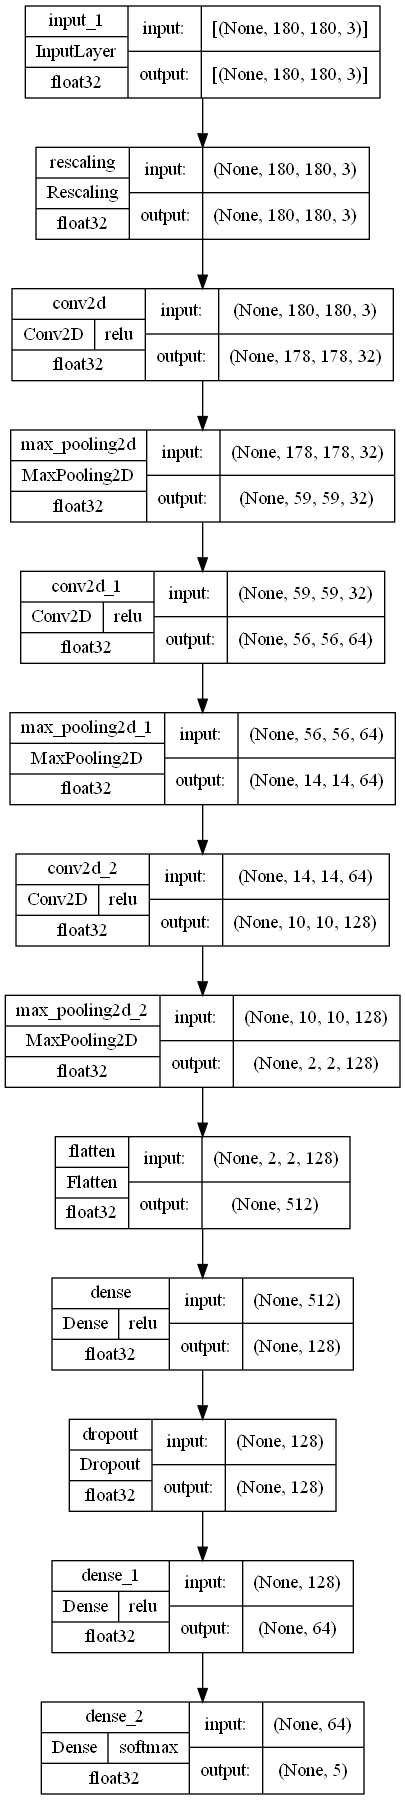 input_1 input: [(None, 180, 180, 3)]
InputLayer
float32 output: [(None, 180, 180, 3)]
rescaling input: (None, 180, 180, 3)
Rescaling
float32 output: (None, 180, 180, 3)
conv2d input: (None, 180, 180, 3)
Conv2D relu
float32 output: (None, 178, 178, 32)
max_pooling2d input: (None, 178, 178, 32)
MaxPooling2D
float32 output: (None, 59, 59, 32)
conv2d_1 input: (None, 59, 59, 32)
Conv2D relu
float32 output: (None, 56, 56, 64)
max_pooling2d_1 input: (None, 56, 56, 64)
MaxPooling2D
float32 output: (None, 14, 14, 64)
conv2d_2 input: (None, 14, 14, 64)
Conv2D relu
float32 output: (None, 10, 10, 128)
max_pooling2d_2 input: (None, 10, 10, 128)
MaxPooling2D
float32 output: (None, 2, 2, 128)
flatten input: (None, 2, 2, 128)
Flatten
float32 output: (None, 512)
dense input: (None, 512)
Dense relu
float32 output: (None, 128)
dropout input: (None, 128)
Dropout
float32 output: (None, 128)
dense_1 input: (None, 128)
Dense relu
float32 output: (None, 64)
dense_2 input: (None, 64)
Dense softmax
float32 output: (None, 5)